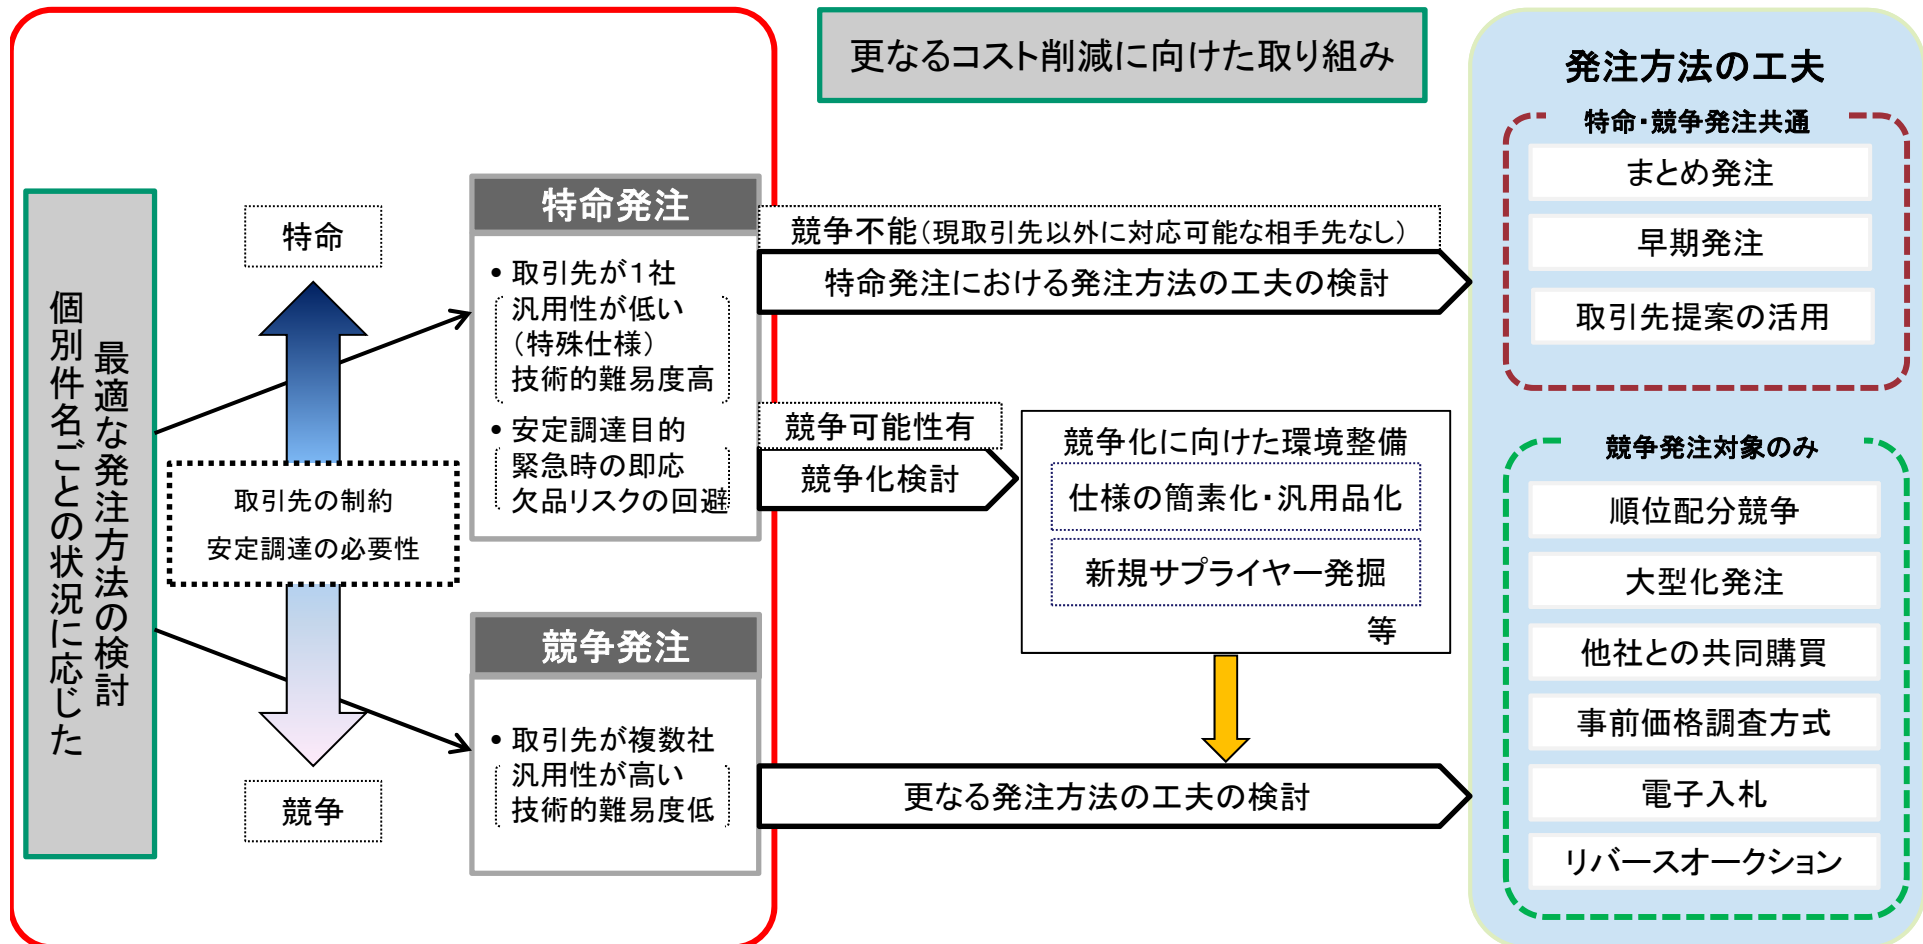 更なるコスト削減に向けた取り組み
個別件名ごとの状況に応じた
最適な発注方法の検討
特命
取引先の制約
安定調達の必要性
競争
特命発注
• 取引先が1社
汎用性が低い
(特殊仕様)
技術的難易度高
• 安定調達目的
緊急時の即応
欠品リスクの回避
競争発注
• 取引先が複数社
汎用性が高い
技術的難易度低
競争不能(現取引先以外に対応可能な相手先なし)
特命発注における発注方法の工夫の検討
競争可能性有
競争化検討
競争化に向けた環境整備
仕様の簡素化・汎用品化
新規サプライヤー発掘
等
更なる発注方法の工夫の検討
発注方法の工夫
特命・競争発注共通
まとめ発注
早期発注
取引先提案の活用
競争発注対象のみ
順位配分競争
大型化発注
他社との共同購買
事前価格調査方式
電子入札
リバースオークション